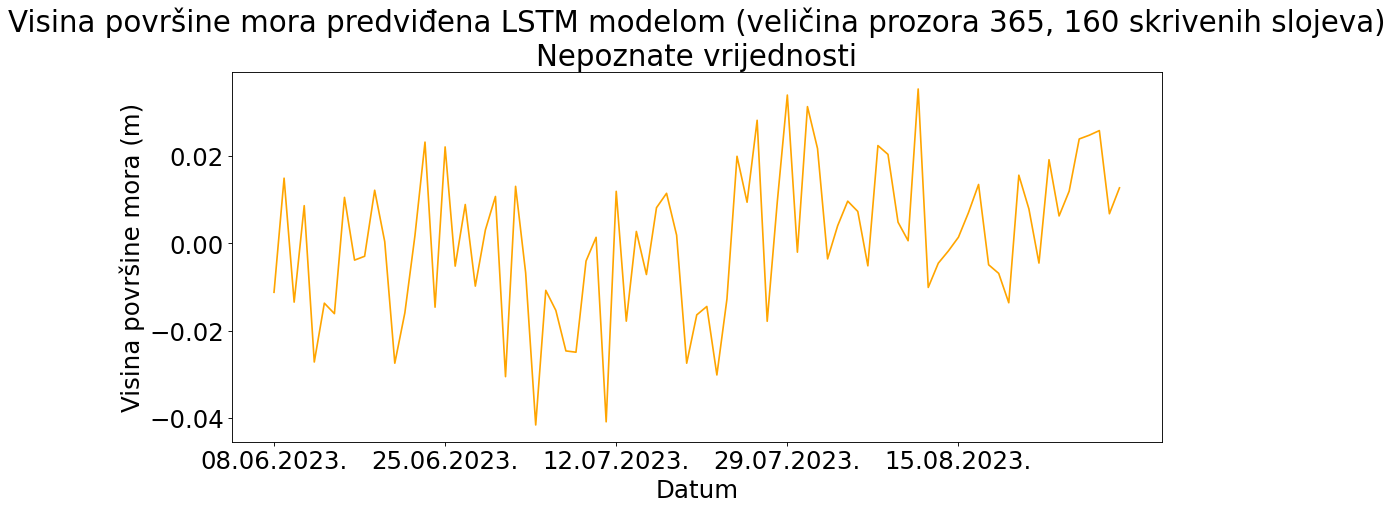 Visina površine mora predviđena LSTM modelom (veličina prozora 365, 160 skrivenih slojeva)
Nepoznate vrijednosti
Visina površine mora (m)
0.02
0.00
−0.02
−0.04
08.06.2023. 25.06.2023. 12.07.2023. 29.07.2023. 15.08.2023.
Datum